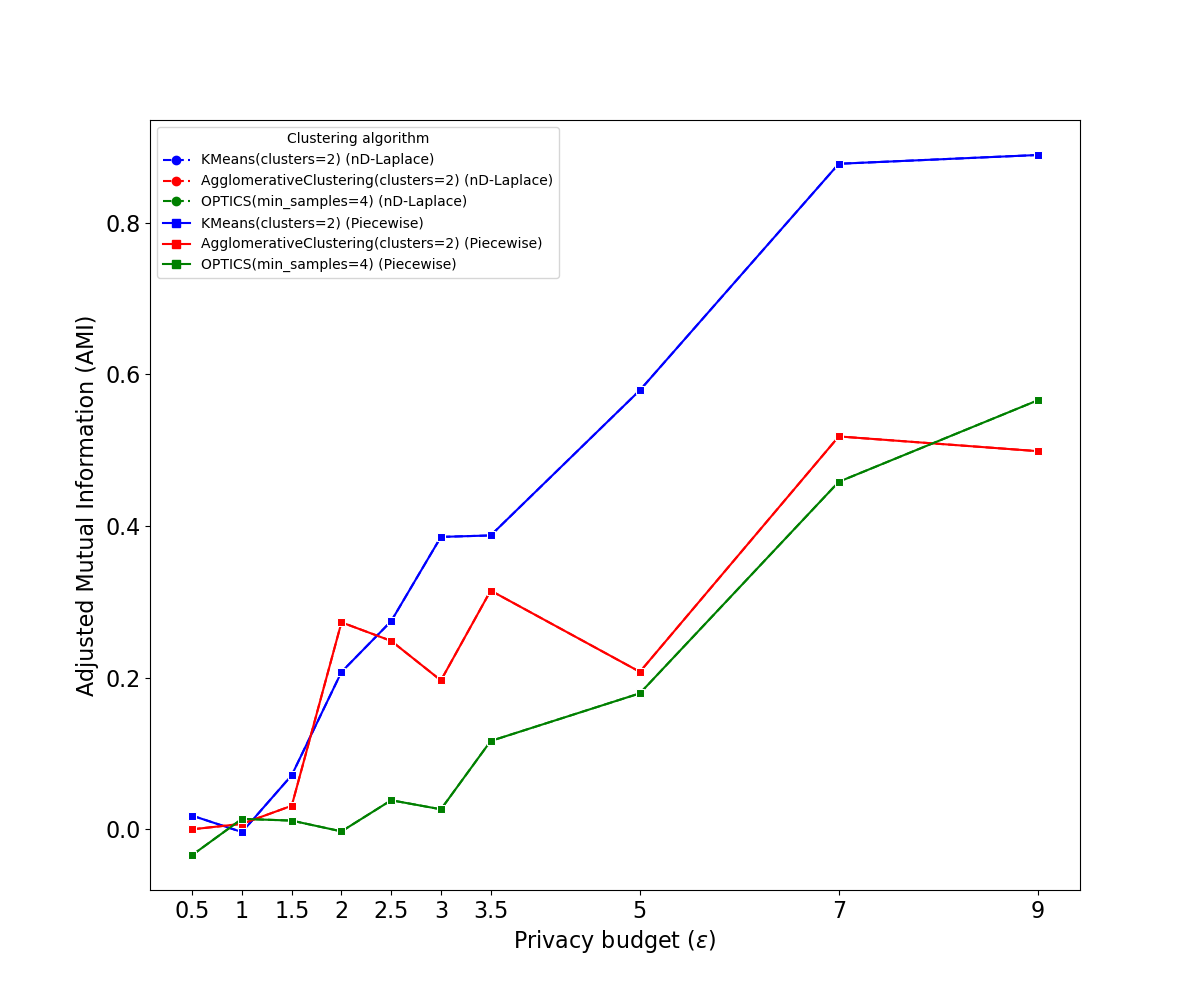 Clustering algorithm
KMeans(clusters=2) (nD-Laplace)
AgglomerativeClustering(clusters=2) (nD-Laplace)
OPTICS(min_samples=4) (nD-Laplace)
KMeans(clusters=2) (Piecewise)
AgglomerativeClustering(clusters=2) (Piecewise)
OPTICS(min_samples=4) (Piecewise)
Adjusted Mutual Information (AMI)
0.8
0.6
0.4
0.2
0.0
0.5 1 1.5 2 2.5 3 3.5 5 7 9
Privacy budget (ε)